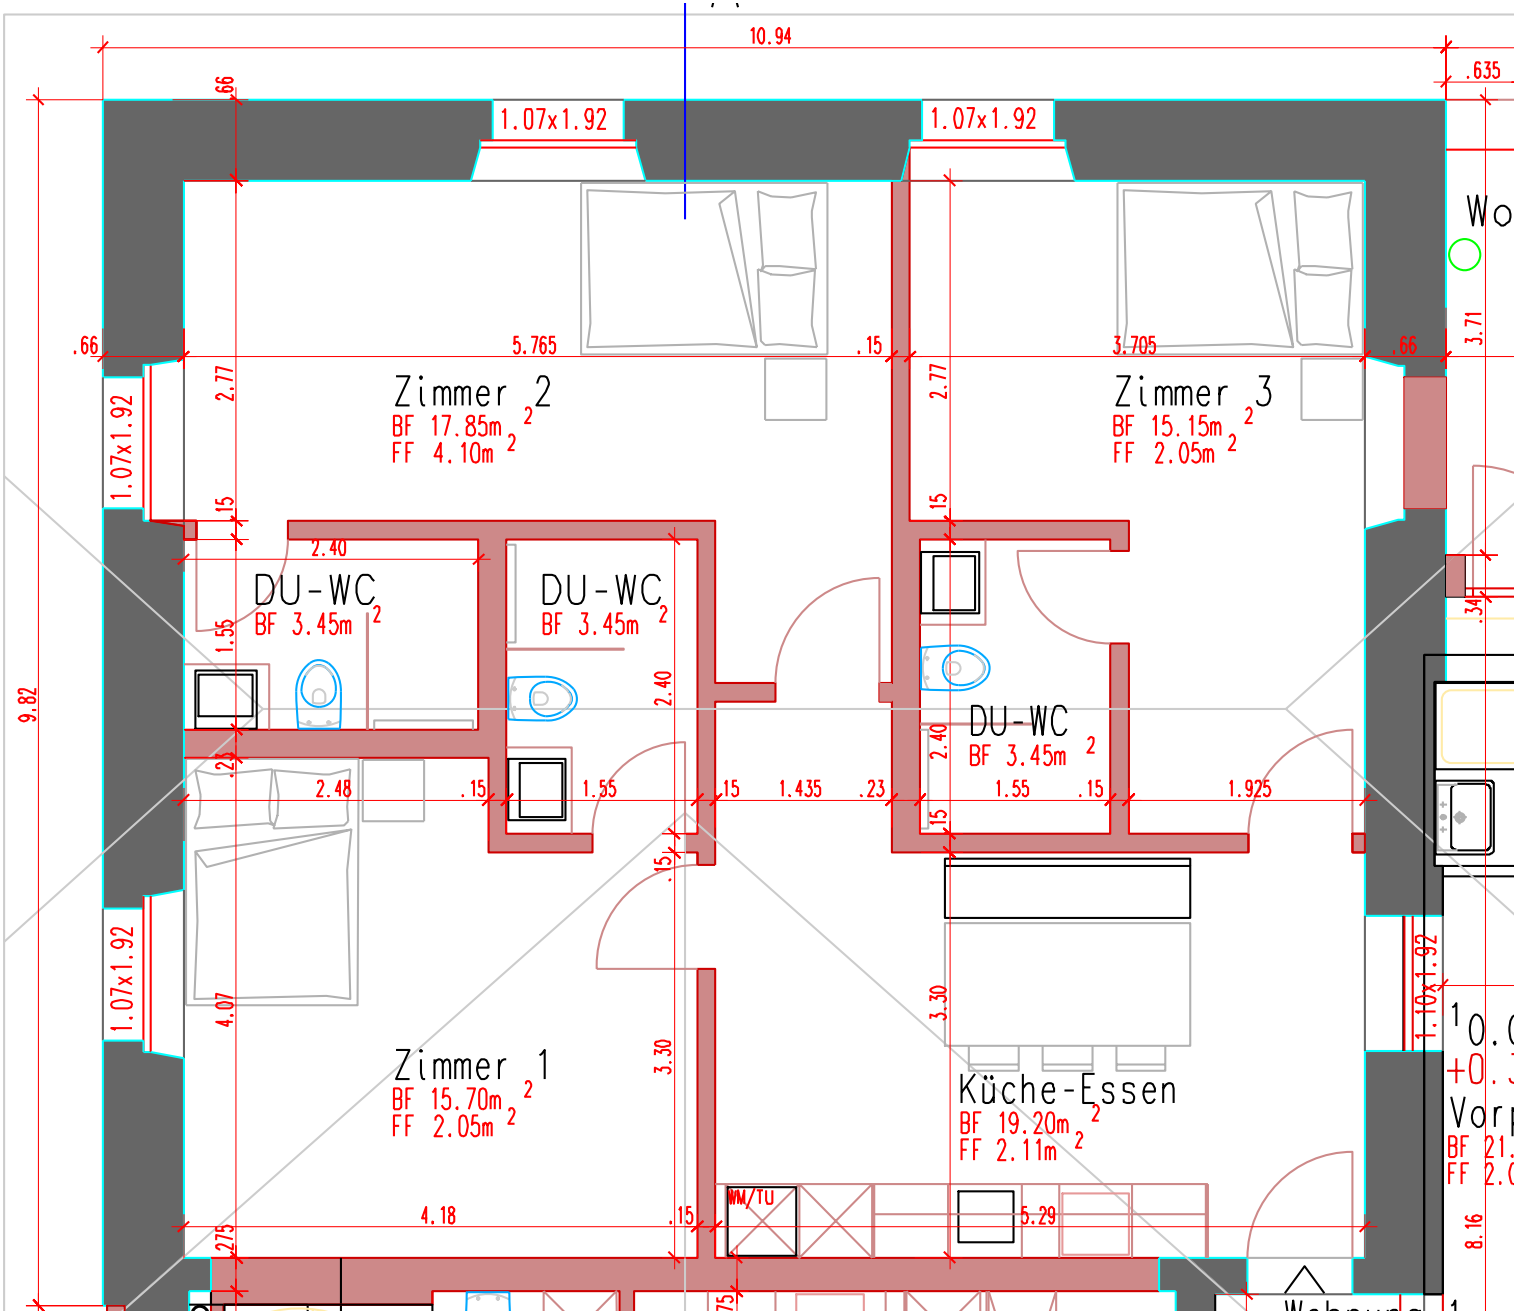 10.94
.635
.66
1.07x1.92
1.07x1.92
3.71
.66
5.765
.15
3.705
.66
2.77
2.77
1.07x1.92
Zimmer 2
BF 17.85m²
FF 4.10m²
Zimmer 3
BF 15.15m²
FF 2.05m²
.15
.15
2.40
DU-WC
BF 3.45m²
DU-WC
BF 3.45m²
1.55
.34
9.82
2.40
2.40
DU-WC
BF 3.45m²
.23
2.48
.15
1.55
.15
1.435
.23
1.55
.15
1.925
.15
.15
1.07x1.92
4.07
3.30
3.30
1.10x1.92
Zimmer 1
BF 15.70m²
FF 2.05m²
Küche-Essen
BF 19.20m²
FF 2.11m²
BF 21.
WM/TU
4.18
.15
5.29
.275
8.16